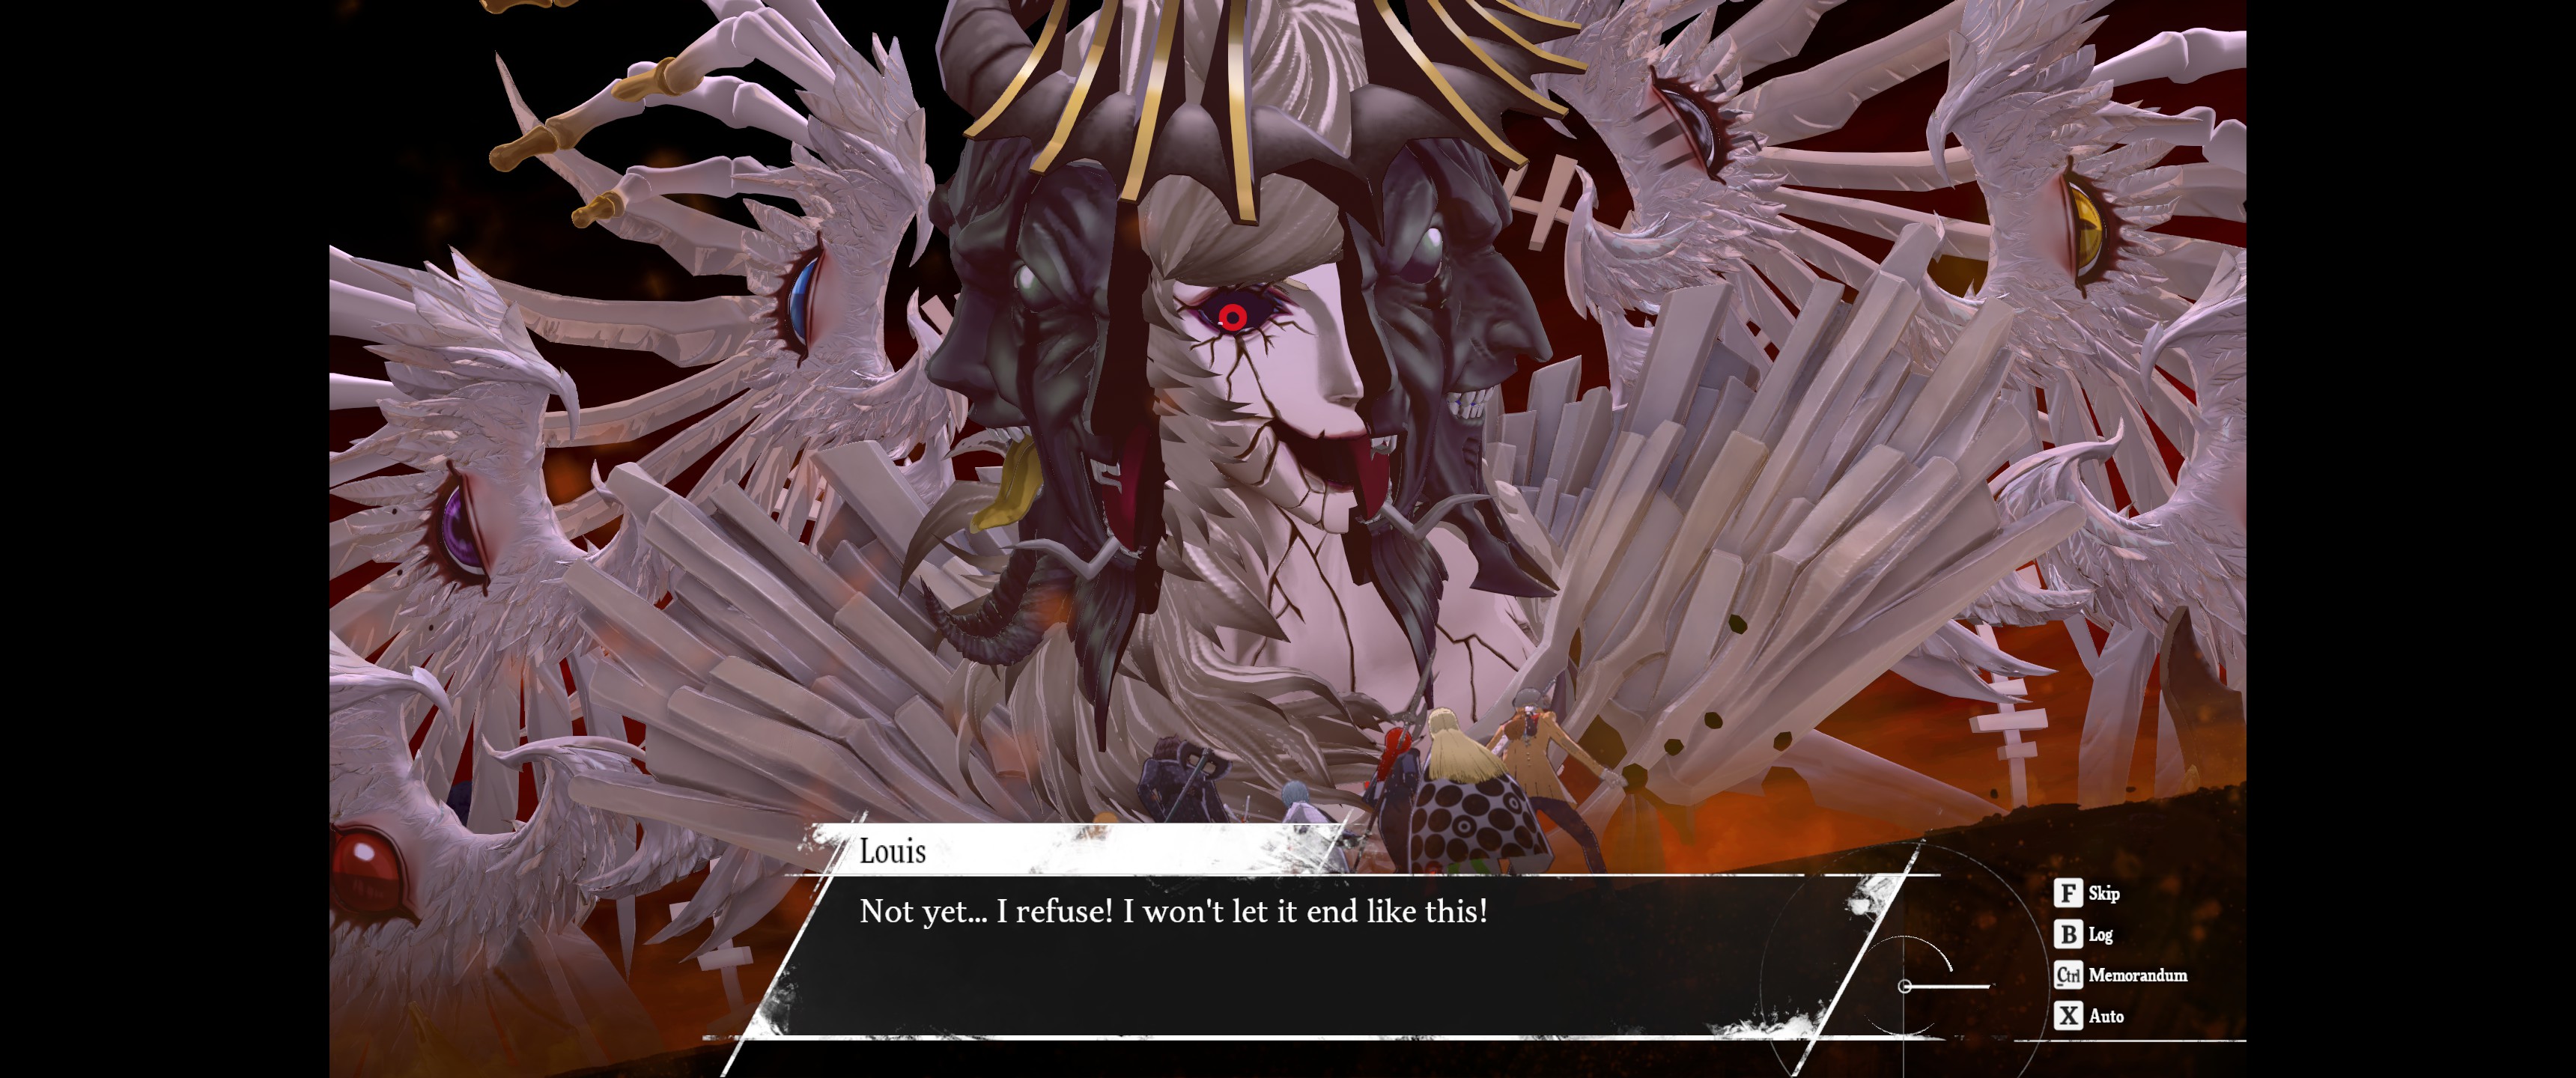 Louis
Not yet... I refuse! I won't let it end like this!
F Skip
B Log
Ctrl Memorandum
X Auto